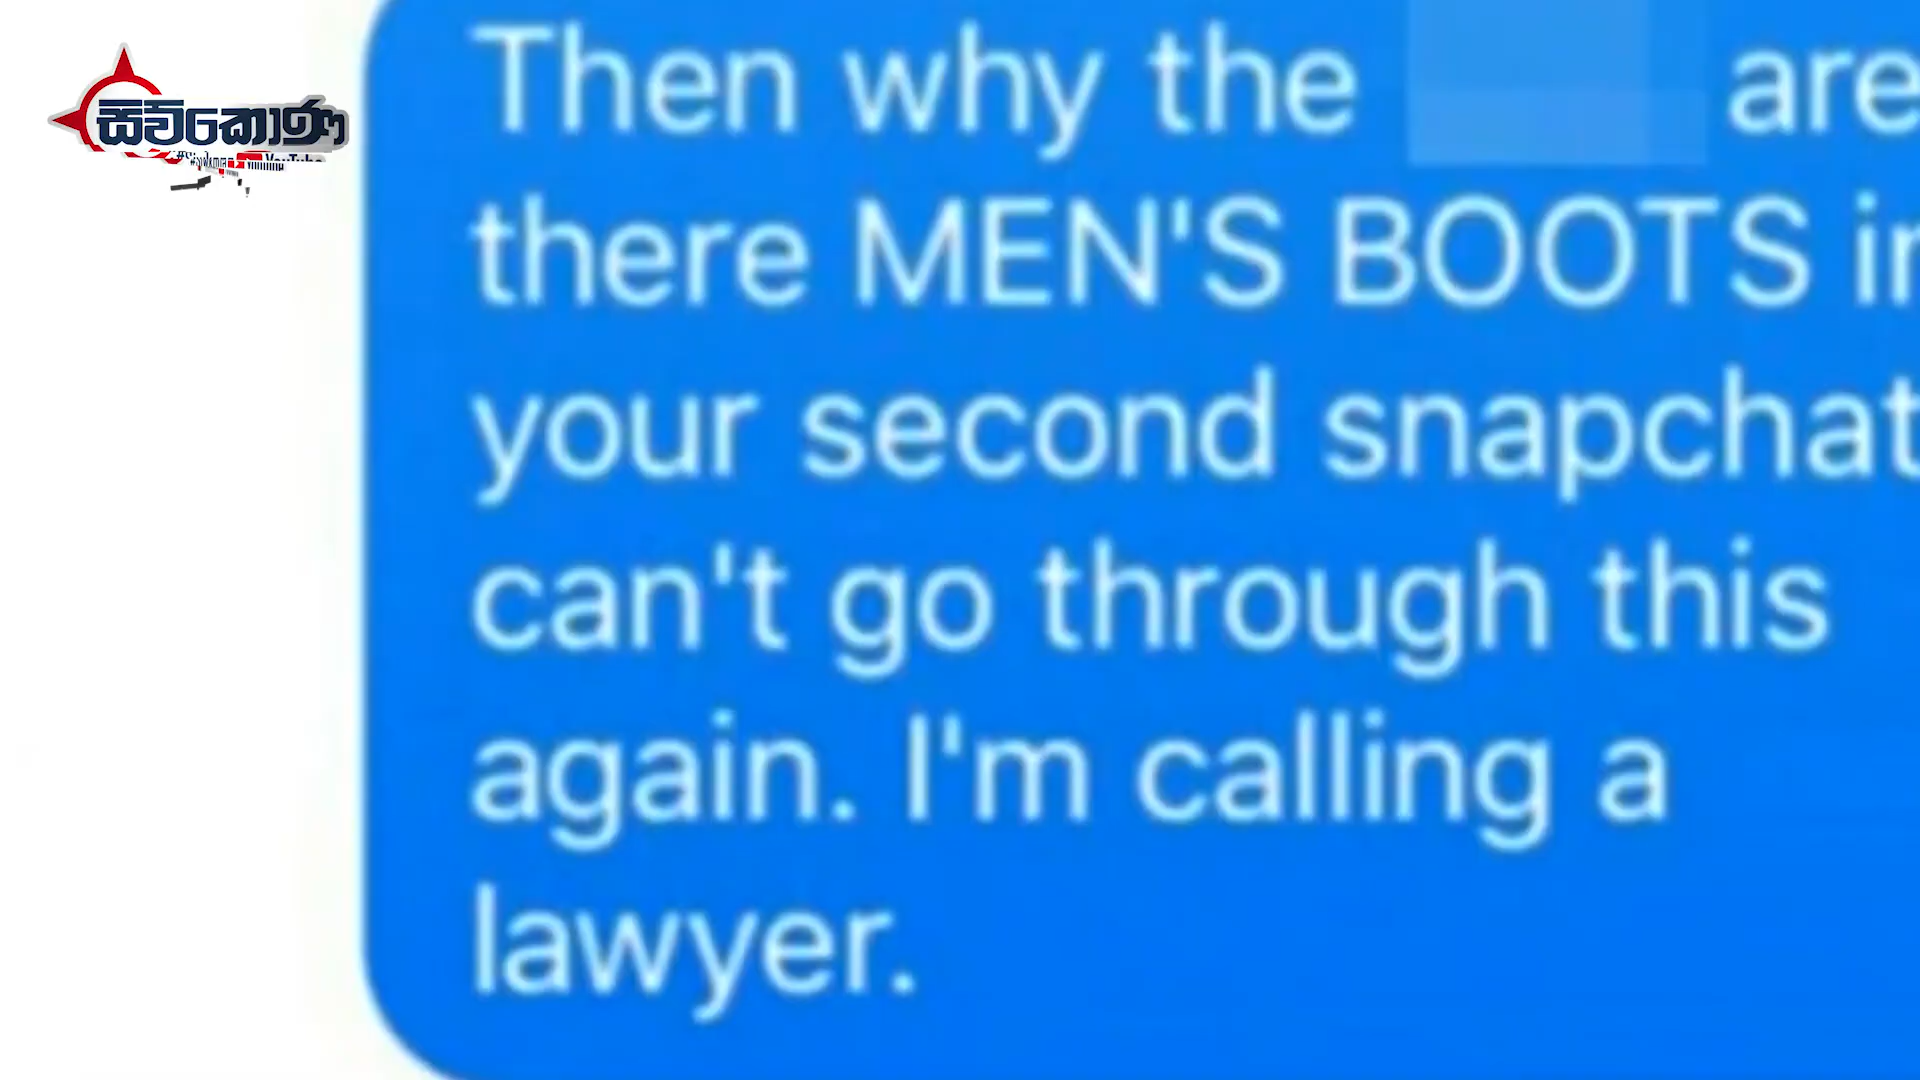 සිව්කොණ
Then why the are
there MEN'S BOOTS in
your second snapchat
can't go through this
again. I'm calling a
lawyer.